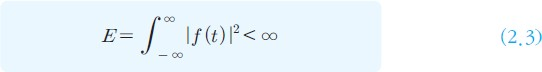 E = ∫_{-∞}^{∞} |f(t)|² < ∞ (2.3)